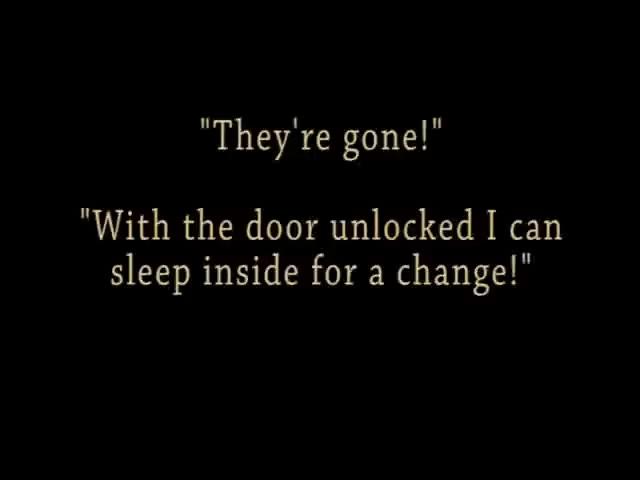 "They're gone!"
"With the door unlocked I can
sleep inside for a change!"